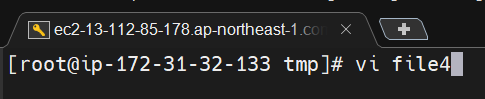 ec2-13-112-85-178.ap-northeast-1.co
[root@ip-172-31-32-133 tmp]# vi file4